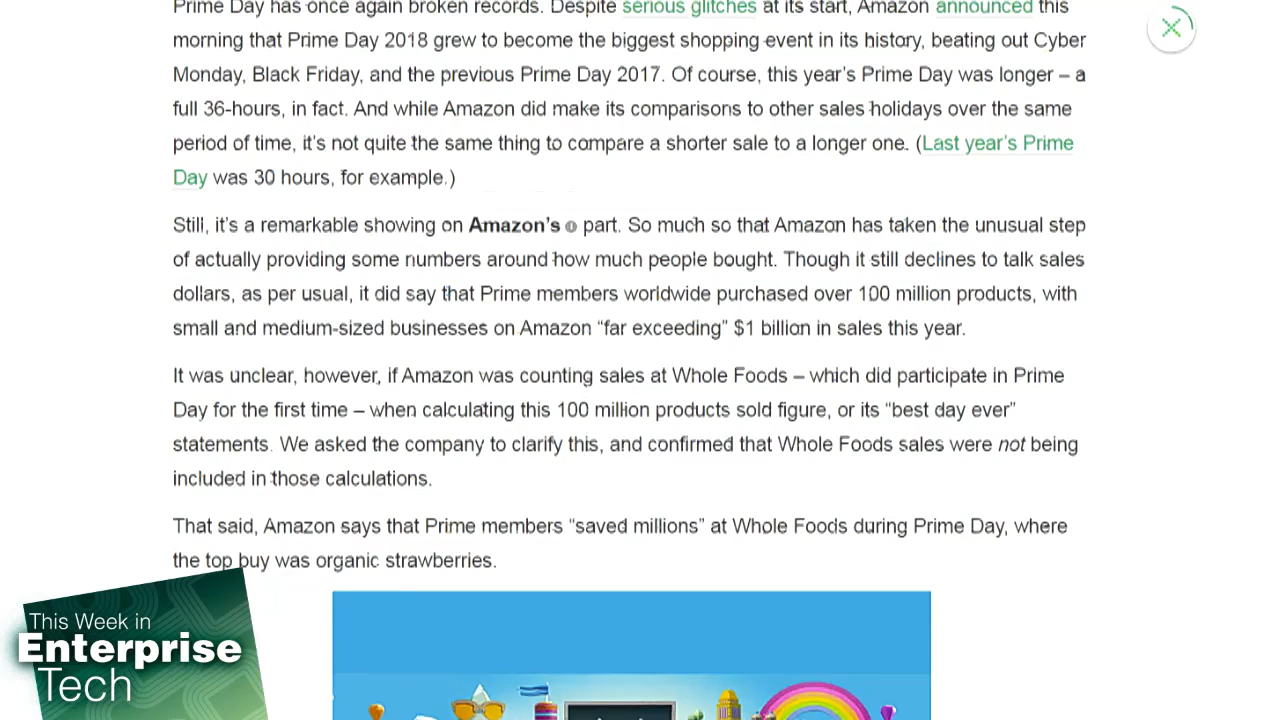 Prime Day has once again broken records. Despite serious glitches at its start, Amazon announced this
morning that Prime Day 2018 grew to become the biggest shopping event in its history, beating out Cyber
Monday, Black Friday, and the previous Prime Day 2017. Of course, this year’s Prime Day was longer – a
full 36-hours, in fact. And while Amazon did make its comparisons to other sales holidays over the same
period of time, it’s not quite the same thing to compare a shorter sale to a longer one. (Last year’s Prime
Day was 30 hours, for example.)
Still, it’s a remarkable showing on Amazon’s part. So much so that Amazon has taken the unusual step
of actually providing some numbers around how much people bought. Though it still declines to talk sales
dollars, as per usual, it did say that Prime members worldwide purchased over 100 million products, with
small and medium-sized businesses on Amazon “far exceeding” $1 billion in sales this year.
It was unclear, however, if Amazon was counting sales at Whole Foods – which did participate in Prime
Day for the first time – when calculating this 100 million products sold figure, or its “best day ever”
statements. We asked the company to clarify this, and confirmed that Whole Foods sales were not being
included in those calculations.
That said, Amazon says that Prime members “saved millions” at Whole Foods during Prime Day, where
the top buy was organic strawberries.
This Week in
Enterprise
Tech